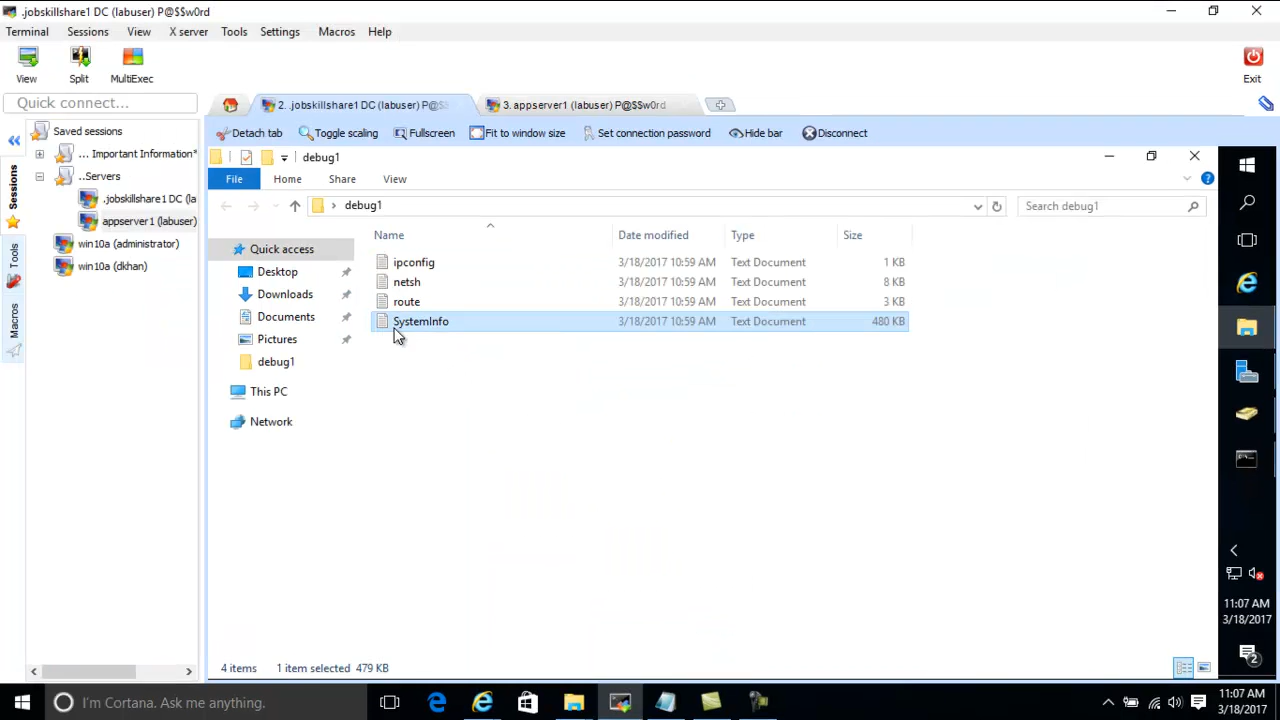 .jobskillshare1 DC (labuser) P@$$w0rd
Terminal Sessions View X server Tools Settings Macros Help
View Split MultiExec Exit
Quick connect...
2. .jobskillshare1 DC (labuser) P@$
3. appserver1 (labuser) P@$$w0rd
Detach tab Toggle scaling Fullscreen Fit to window size Set connection password Hide bar Disconnect
Sessions
Tools
Macros
Saved sessions
... Important Information*
..Servers
.jobskillshare1 DC (la
appserver1 (labuser)
win10a (administrator)
win10a (dkhan)
debug1
File Home Share View
debug1
Search debug1
Quick access
Desktop
Downloads
Documents
Pictures
debug1
This PC
Network
Name Date modified Type Size
ipconfig 3/18/2017 10:59 AM Text Document 1 KB
netsh 3/18/2017 10:59 AM Text Document 8 KB
route 3/18/2017 10:59 AM Text Document 3 KB
SystemInfo 3/18/2017 10:59 AM Text Document 480 KB
4 items 1 item selected 479 KB
11:07 AM
3/18/2017
2
I'm Cortana. Ask me anything.
11:07 AM
3/18/2017